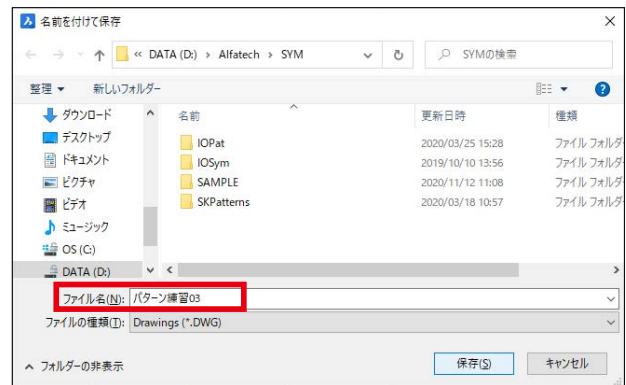 名前を付けて保存
« DATA (D:) › Alfatech › SYM
SYMの検索
整理 新しいフォルダー
名前 更新日時 種類
ダウンロード
デスクトップ
ドキュメント
ピクチャ
ビデオ
ミュージック
OS (C:)
DATA (D:)
IOPat 2020/03/25 15:28 ファイル フォルダー
IOSym 2019/10/10 13:56 ファイル フォルダー
SAMPLE 2020/11/12 11:08 ファイル フォルダー
SKPatterns 2020/03/18 10:57 ファイル フォルダー
ファイル名(N): パターン練習03
ファイルの種類(T): Drawings (*.DWG)
フォルダーの非表示 保存(S) キャンセル